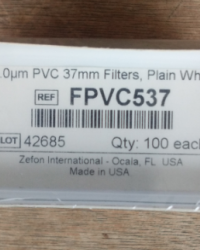 .0µm PVC 37mm Filters, Plain Wh
REF FPVC537
LOT 42685 Qty: 100 each
Zefon International - Ocala, FL USA
Made in USA